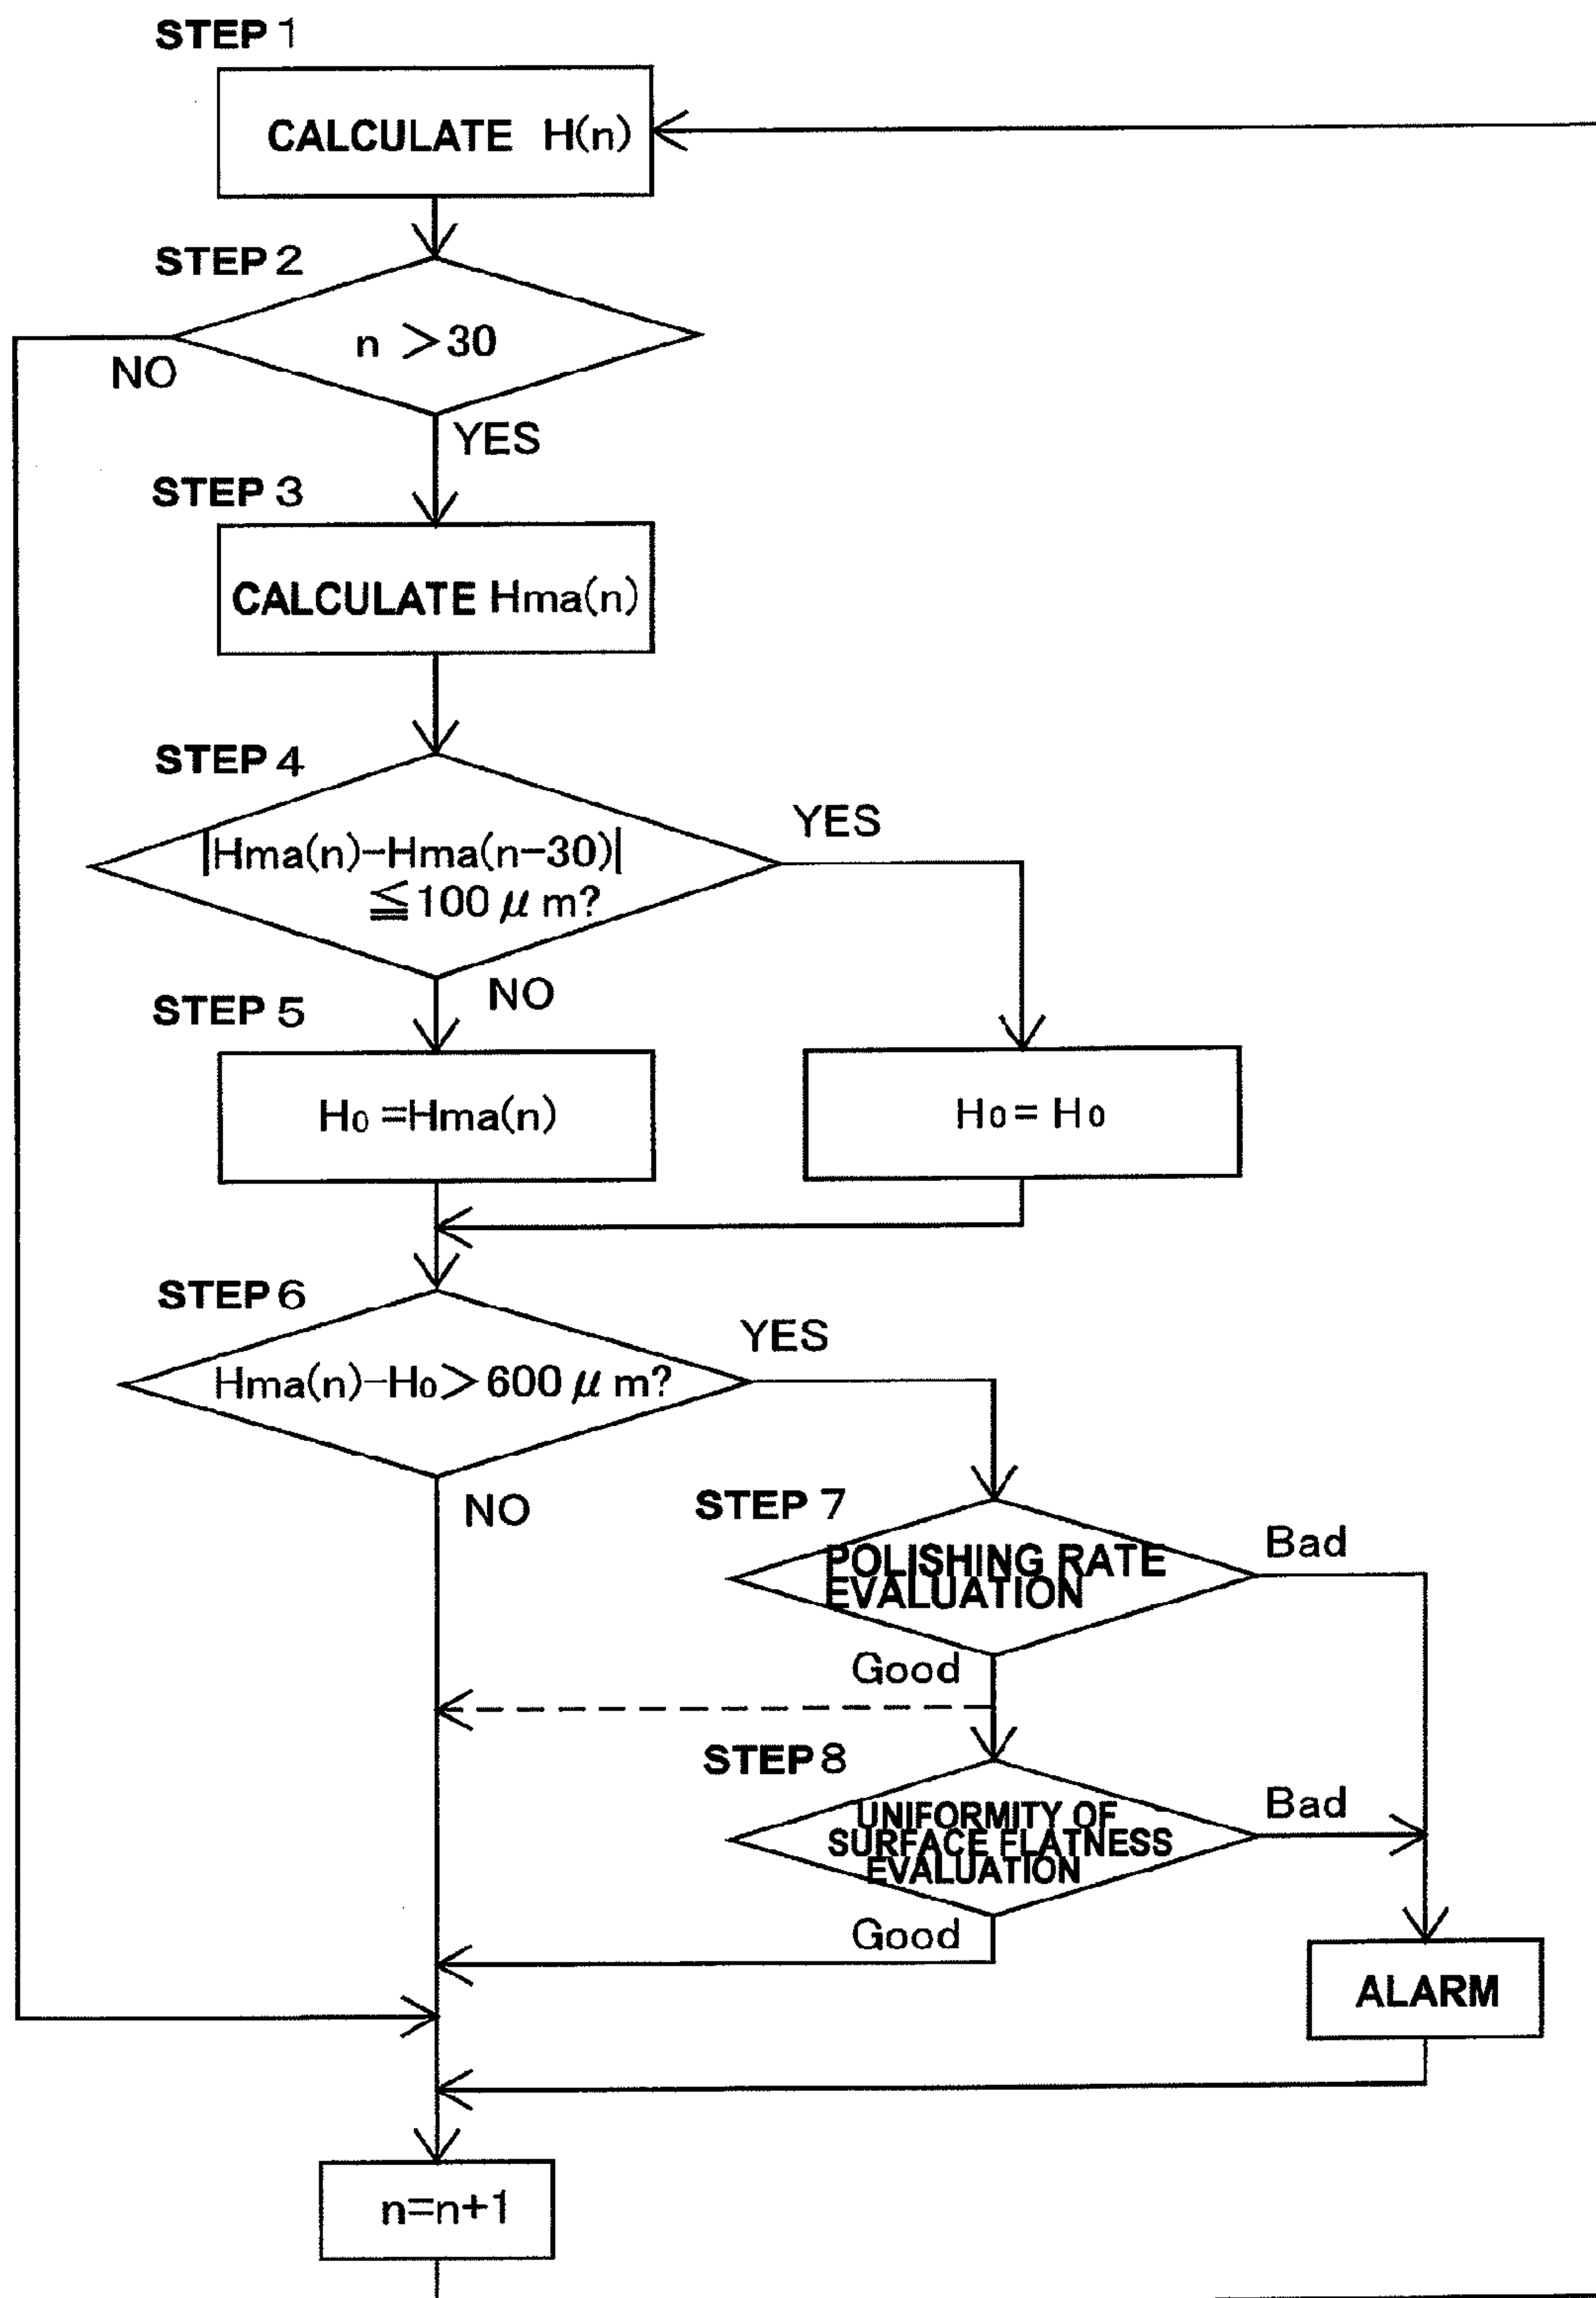 STEP 1
CALCULATE H(n)
STEP 2
n >30
NO
YES
STEP 3
CALCULATE Hma(n)
STEP 4
YES
|Hma(n)-Hma(n-30)|
≦100 μ m?
NO
STEP 5
H₀ =Hma(n)
H₀= H₀
STEP 6
YES
Hma(n)-H₀>600 μ m?
NO
STEP 7
Bad
POLISHING RATE
EVALUATION
Good
STEP 8
Bad
UNIFORMITY OF
SURFACE FLATNESS
EVALUATION
Good
ALARM
n=n+1